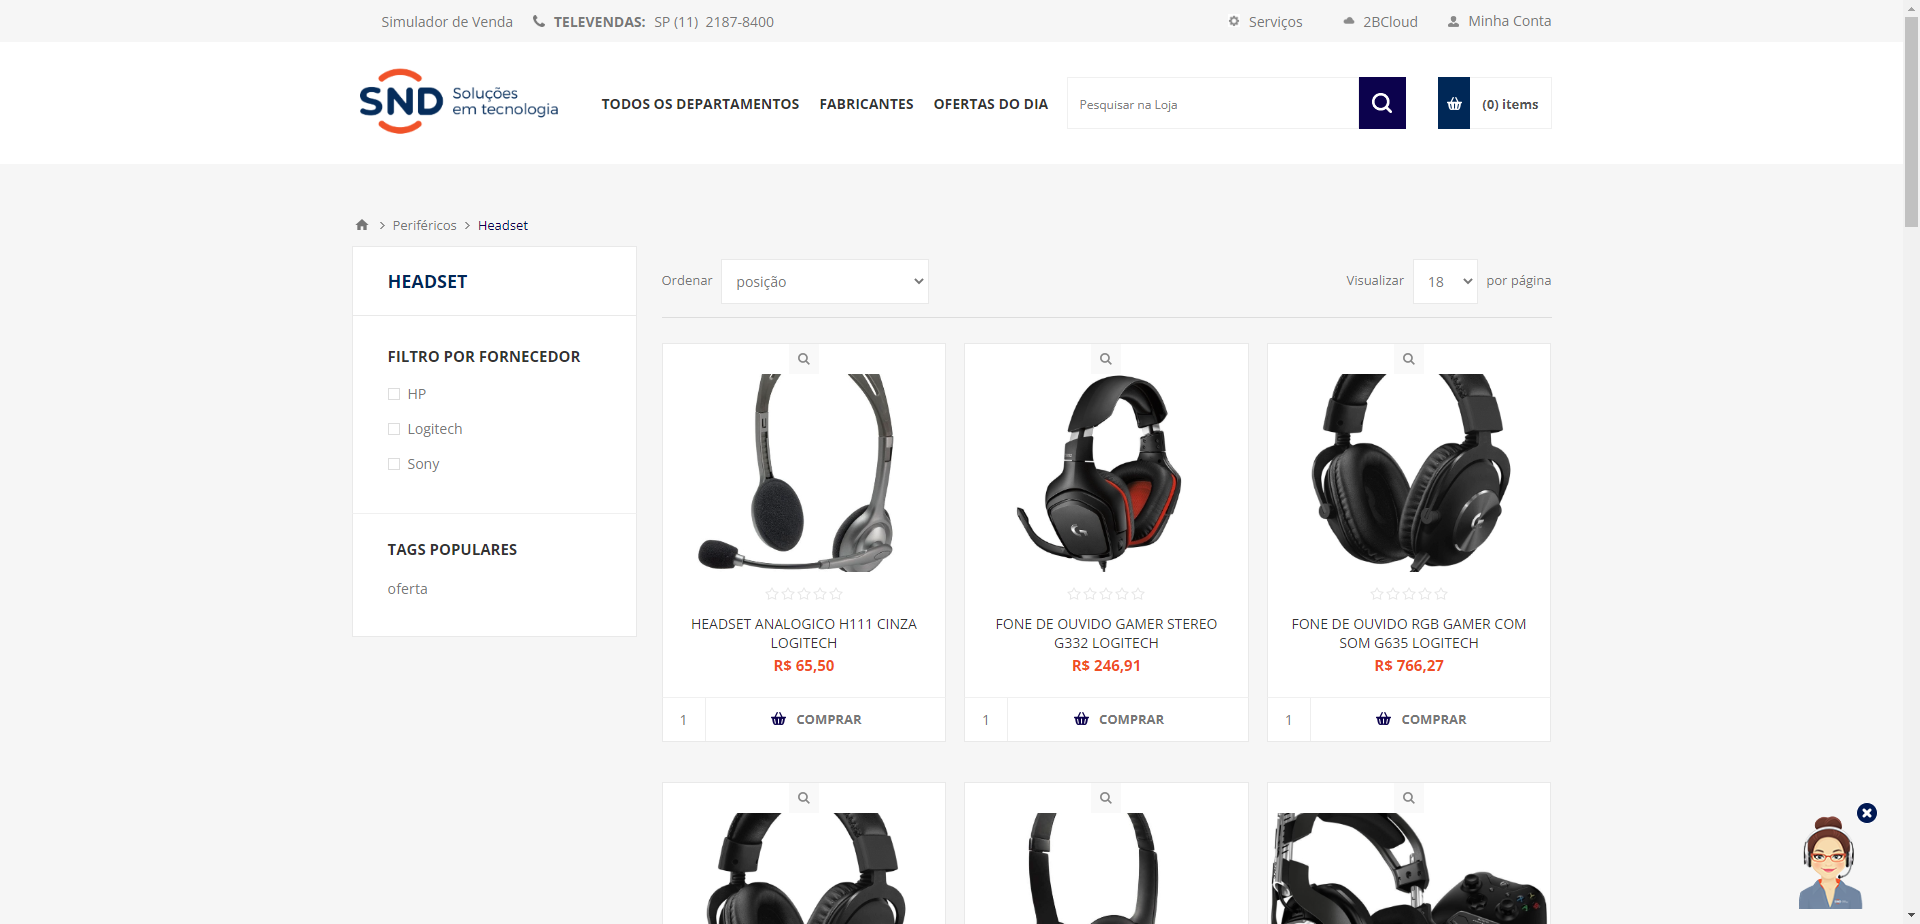 Simulador de Venda TELEVENDAS: SP (11) 2187-8400 Serviços 2BCloud Minha Conta
SND Soluções em tecnologia
TODOS OS DEPARTAMENTOS FABRICANTES OFERTAS DO DIA Pesquisar na Loja (0) items
Periféricos Headset
HEADSET
FILTRO POR FORNECEDOR
HP
Logitech
Sony
TAGS POPULARES
oferta
Ordenar posição Visualizar 18 por página
HEADSET ANALOGICO H111 CINZA
LOGITECH
R$ 65,50
1 COMPRAR
FONE DE OUVIDO GAMER STEREO
G332 LOGITECH
R$ 246,91
1 COMPRAR
FONE DE OUVIDO RGB GAMER COM
SOM G635 LOGITECH
R$ 766,27
1 COMPRAR